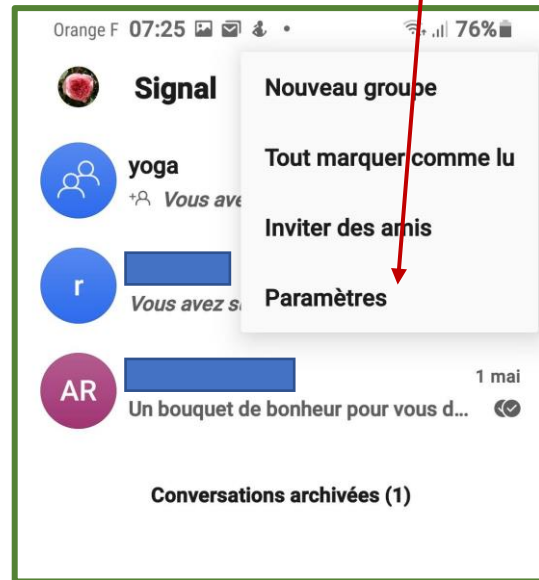 Orange F 07:25 76%
Signal
Nouveau groupe
yoga
Tout marquer comme lu
Vous ave
Inviter des amis
r
Vous avez s
Paramètres
AR
1 mai
Un bouquet de bonheur pour vous d...
Conversations archivées (1)